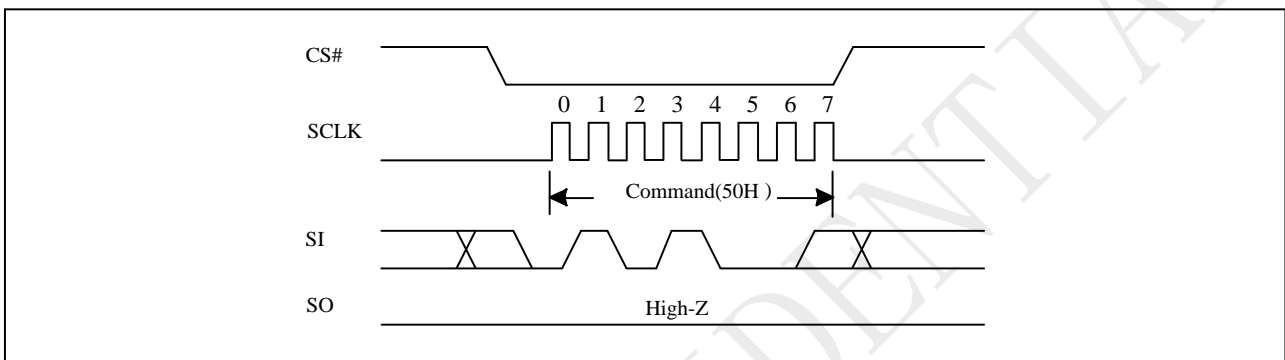 CS#
0 1 2 3 4 5 6 7
SCLK
Command(50H )
SI
SO
High-Z